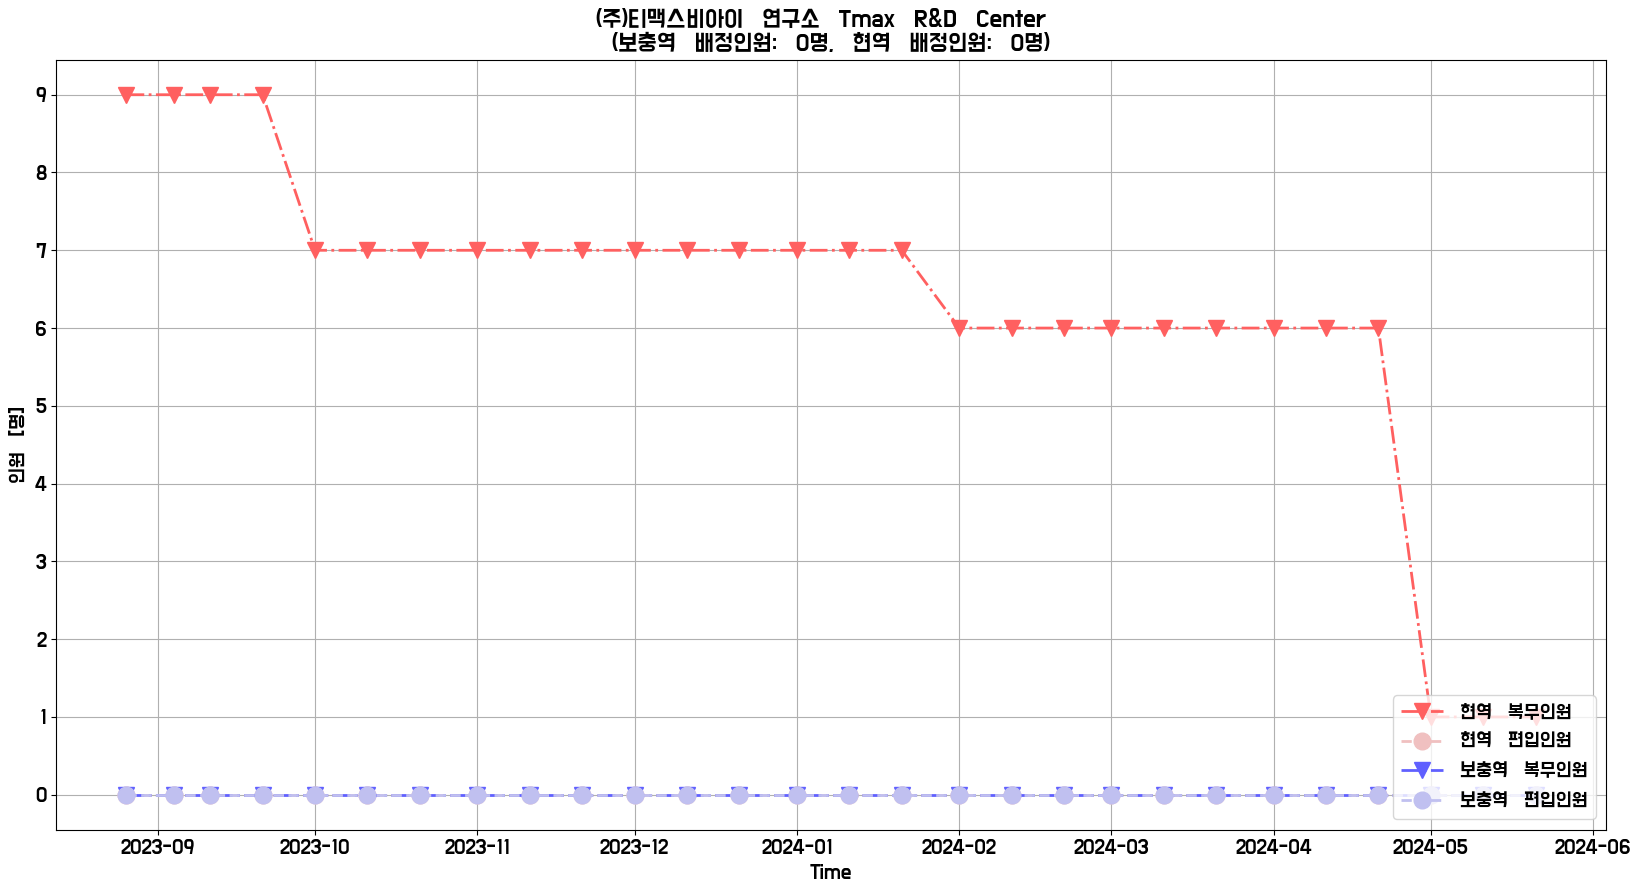 (주)티맥스비아이 연구소 Tmax R&D Center
(보충역 배정인원: 0명, 현역 배정인원: 0명)
인원 [명]
9
8
7
6
5
4
3
2
1
0
현역 복무인원
현역 편입인원
보충역 복무인원
보충역 편입인원
2023-09 2023-10 2023-11 2023-12 2024-01 2024-02 2024-03 2024-04 2024-05 2024-06
Time